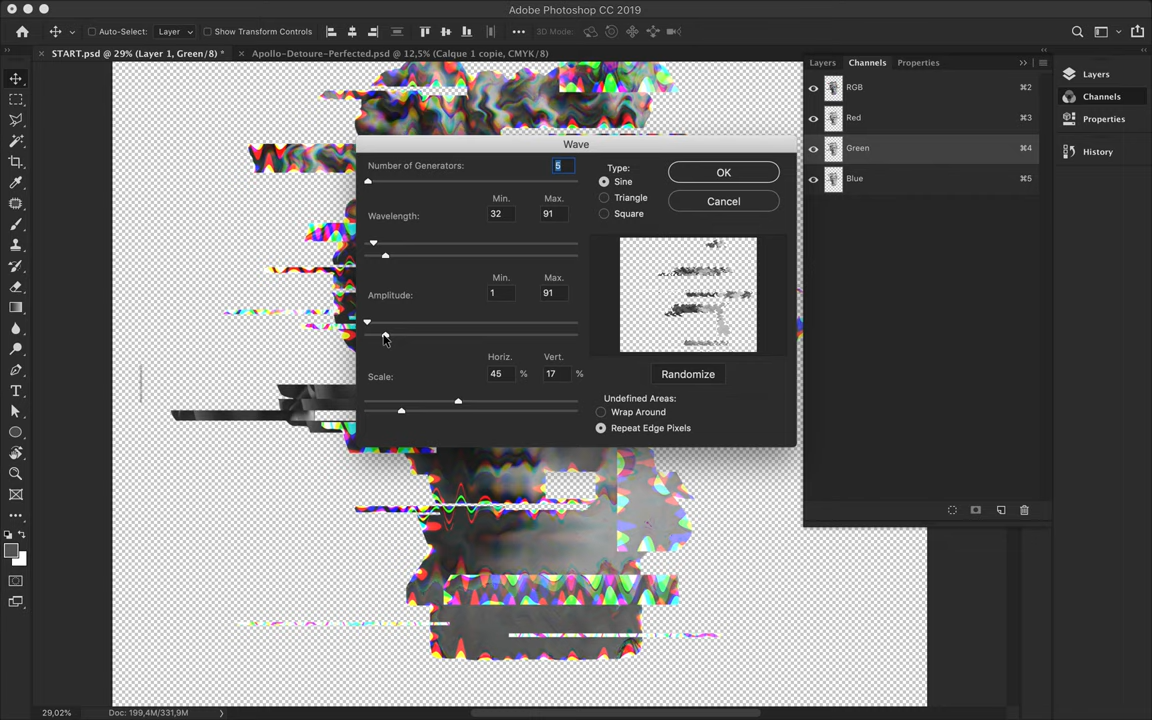 Adobe Photoshop CC 2019
Auto-Select: Layer Show Transform Controls ••• 3D Mode:
START.psd @ 29% (Layer 1, Green/8) * Apollo-Detoure-Perfected.psd @ 12,5% (Calque 1 copie, CMYK/8)
Layers Channels Properties
RGB ⌘2
Red ⌘3
Green ⌘4
Blue ⌘5
Layers
Channels
Properties
History
Wave
Number of Generators: 5
Min. Max.
Wavelength: 32 91
Min. Max.
Amplitude: 1 91
Horiz. Vert.
Scale: 45 % 17 %
Type:
Sine
Triangle
Square
OK
Cancel
Randomize
Undefined Areas:
Wrap Around
Repeat Edge Pixels
29,02% Doc: 199,4M/331,9M